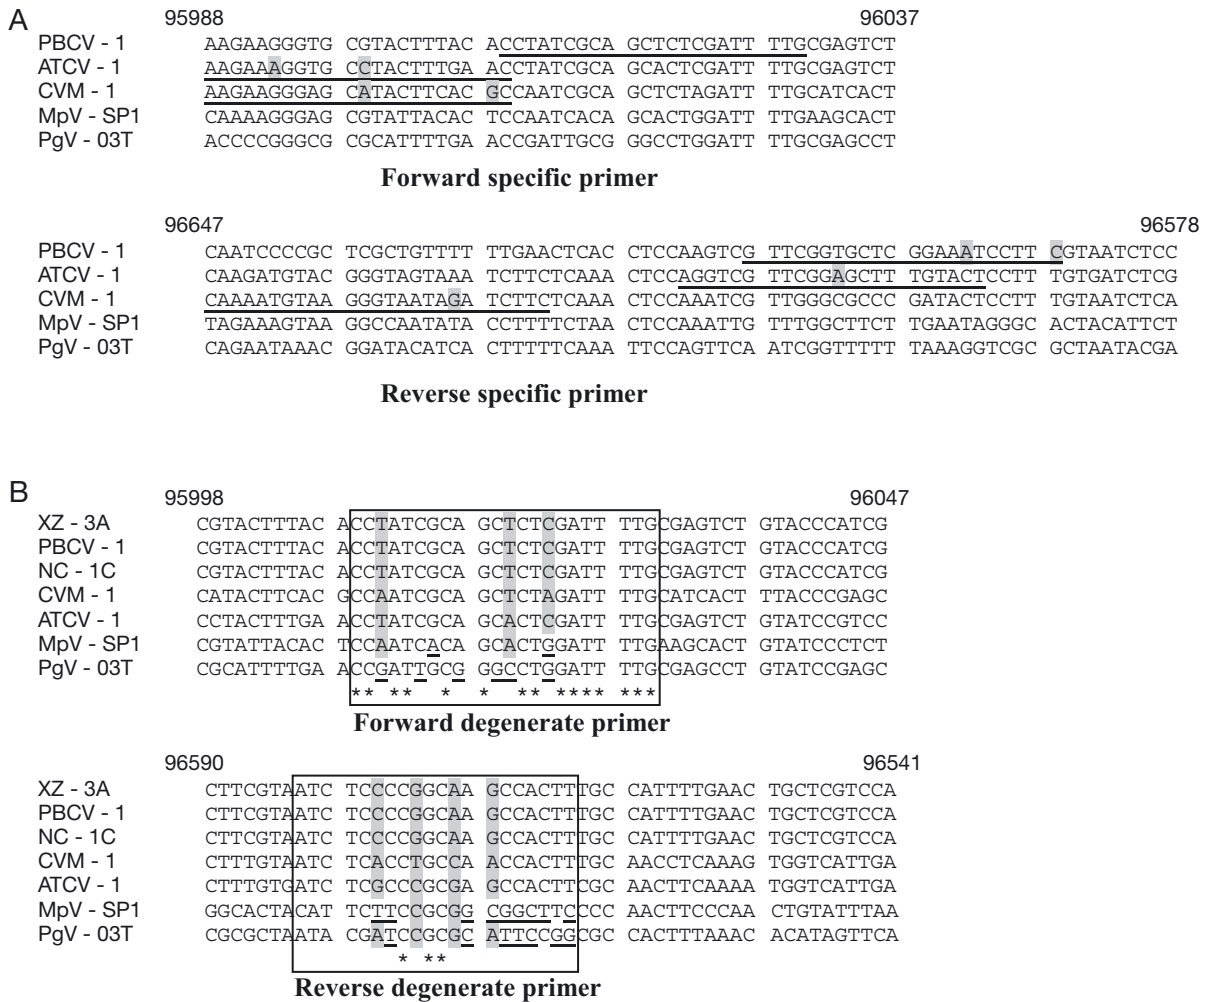 A
95988 96037
PBCV - 1 AAGAAGGGTG CGTACTTTAC ACCTATCGCA GCTCTCGATT TTGCGAGTCT
ATCV - 1 AAGAAAGGTG CCTACTTTGA ACCTATCGCA GCACTCGATT TTGCGAGTCT
CVM - 1 AAGAAGGGAG CATACTTCAC GCCAATCGCA GCTCTAGATT TTGCATCACT
MpV - SP1 CAAAAGGGAG CGTATTACAC TCCAATCACA GCACTGGATT TTGAAGCACT
PgV - 03T ACCCCGGGCG CGCATTTTGA ACCGATTGCG GGCCTGGATT TTGCGAGCCT
Forward specific primer
96647 96578
PBCV - 1 CAATCCCCGC TCGCTGTTTT TTGAACTCAC CTCCAAGTCG TTCGGTGCTC GGAAATCCTTC CGTAATCTCC
ATCV - 1 CAAGATGTAC GGGTAGTAAA TCTTCTCAAA CTCCAGGTCG TTCGGAGCTT TGTACTCCTT TGTGATCTCG
CVM - 1 CAAAATGTAA GGGTAATAGA TCTTCTCAAA CTCCAAATCG TTGGGCGCCC GATACTCCTT TGTAATCTCA
MpV - SP1 TAGAAAGTAA GGCCAATATA CCTTTTCTAA CTCCAAATTG TTTGGCTTCT TGAATAGGGC ACTACATTCT
PgV - 03T CAGAATAAAC GGATACATCA CTTTTTCAAA TTCCAGTTCA ATCGGTTTTT TAAAGGTCGC GCTAATACGA
Reverse specific primer
B
95998 96047
XZ - 3A CGTACTTTAC ACCTATCGCA GCTCTCGATT TTGCGAGTCT GTACCCATCG
PBCV - 1 CGTACTTTAC ACCTATCGCA GCTCTCGATT TTGCGAGTCT GTACCCATCG
NC - 1C CGTACTTTAC ACCTATCGCA GCTCTCGATT TTGCGAGTCT GTACCCATCG
CVM - 1 CATACTTCAC GCCAATCGCA GCTCTAGATT TTGCATCACT TTACCCGAGC
ATCV - 1 CCTACTTTGA ACCTATCGCA GCACTCGATT TTGCGAGTCT GTATCCGTCC
MpV - SP1 CGTATTACAC TCCAATCACA GCACTGGATT TTGAAGCACT GTATCCCTCT
PgV - 03T CGCATTTTGA ACCGATTGCG GGCCTGGATT TTGCGAGCCT GTATCCGAGC
** ** * * ** **** ***
Forward degenerate primer
96590 96541
XZ - 3A CTTCGTAATC TCCCCGGCAA GCCACTTTGC CATTTTGAAC TGCTCGTCCA
PBCV - 1 CTTCGTAATC TCCCCGGCAA GCCACTTTGC CATTTTGAAC TGCTCGTCCA
NC - 1C CTTCGTAATC TCCCCGGCAA GCCACTTTGC CATTTTGAAC TGCTCGTCCA
CVM - 1 CTTTGTAATC TCACCTGCCA ACCACTTTGC AACCTCAAAG TGGTCATTGA
ATCV - 1 CTTTGTGATC TCGCCCGCGA GCCACTTCGC AACTTCAAAA TGGTCATTGA
MpV - SP1 GGCACTACATT TCTTCCGCGG CGGCTTCCCC AACTTCCCAA CTGTATTTAA
PgV - 03T CGCGCTAATA CGATCCGCGC ATTCCGGCGC CACTTTAAAC ACATAGTTCA
* **
Reverse degenerate primer